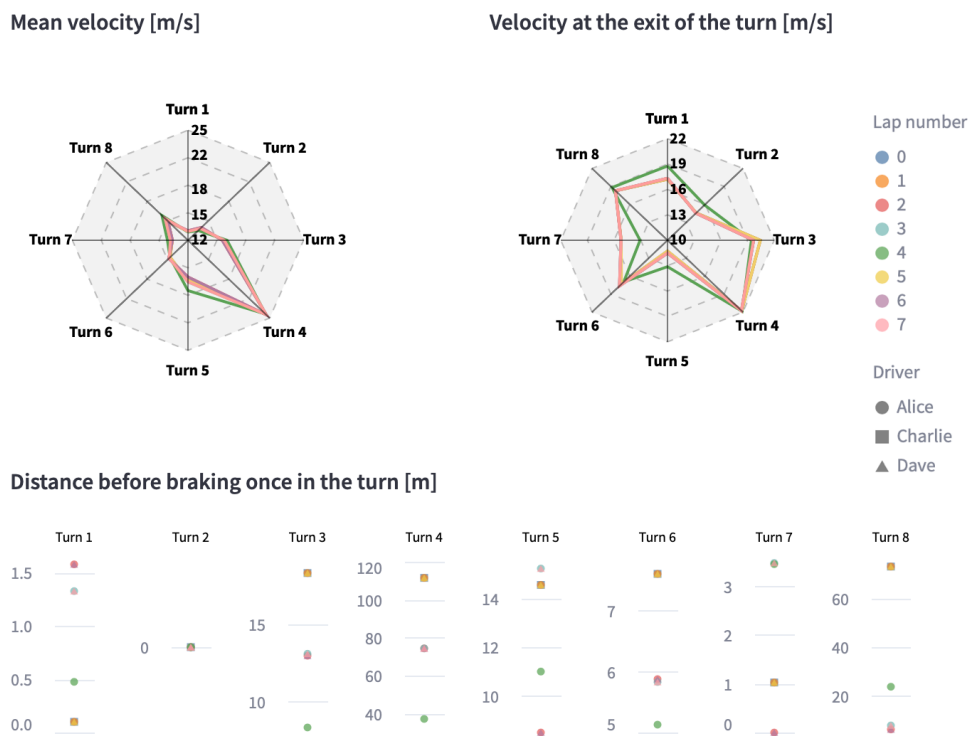 Mean velocity [m/s]
Velocity at the exit of the turn [m/s]
Turn 1
25
Turn 8
22
Turn 2
18
15
Turn 7
12
Turn 3
Turn 6
Turn 4
Turn 5
Turn 1
22
Turn 8
19
Turn 2
16
13
Turn 7
10
Turn 3
Turn 6
Turn 4
Turn 5
Lap number
0
1
2
3
4
5
6
7
Driver
Alice
Charlie
Dave
Distance before braking once in the turn [m]
Turn 1
1.5
1.0
0.5
0.0
Turn 2
0
Turn 3
15
10
Turn 4
120
100
80
60
40
Turn 5
14
12
10
Turn 6
7
6
5
Turn 7
3
2
1
0
Turn 8
60
40
20